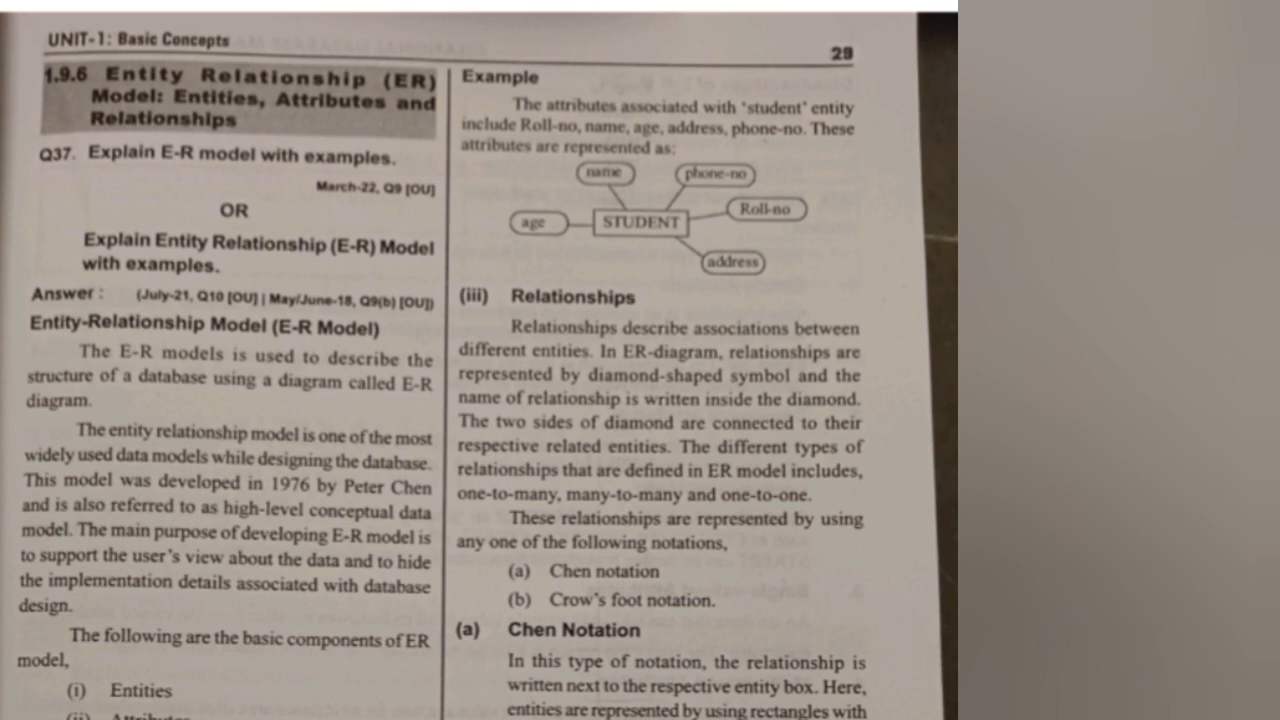 UNIT-1: Basic Concepts
29
1.9.6 Entity Relationship (ER)
Model: Entities, Attributes and
Relationships
Q37. Explain E-R model with examples.
March-22, Q9 [OU]
OR
Explain Entity Relationship (E-R) Model
with examples.
Answer : (July-21, Q10 [OU] | May/June-18, Q9(b) [OU])
Entity-Relationship Model (E-R Model)
The E-R models is used to describe the
structure of a database using a diagram called E-R
diagram.
The entity relationship model is one of the most
widely used data models while designing the database.
This model was developed in 1976 by Peter Chen
and is also referred to as high-level conceptual data
model. The main purpose of developing E-R model is
to support the user's view about the data and to hide
the implementation details associated with database
design.
The following are the basic components of ER
model,
(i) Entities
(ii) Attributes
Example
The attributes associated with 'student' entity
include Roll-no, name, age, address, phone-no. These
attributes are represented as:
name
phone-no
Roll-no
age
STUDENT
address
(iii) Relationships
Relationships describe associations between
different entities. In ER-diagram, relationships are
represented by diamond-shaped symbol and the
name of relationship is written inside the diamond.
The two sides of diamond are connected to their
respective related entities. The different types of
relationships that are defined in ER model includes,
one-to-many, many-to-many and one-to-one.
These relationships are represented by using
any one of the following notations,
(a) Chen notation
(b) Crow's foot notation.
(a) Chen Notation
In this type of notation, the relationship is
written next to the respective entity box. Here,
entities are represented by using rectangles with